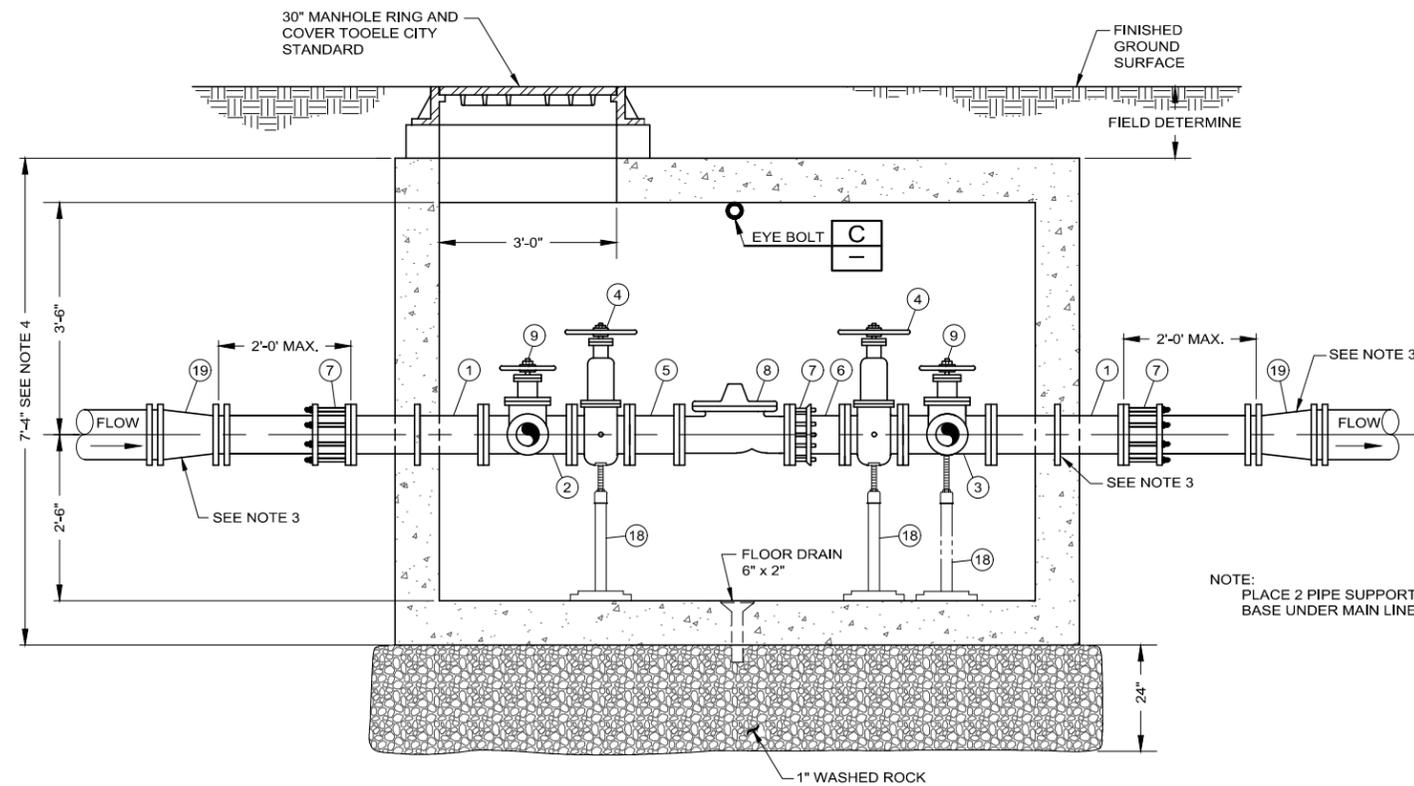 30" MANHOLE RING AND
COVER TOOELE CITY
STANDARD
FINISHED
GROUND
SURFACE
FIELD DETERMINE
EYE BOLT
C
–
3'-0"
7'-4" SEE NOTE 4
3'-6"
2'-6"
4
4
9
9
2'-0' MAX.
2'-0' MAX.
SEE NOTE 3
19
7
1
5
8
7
6
1
7
19
FLOW
FLOW
2
3
SEE NOTE 3
SEE NOTE 3
18
18
18
FLOOR DRAIN
6" x 2"
NOTE:
PLACE 2 PIPE SUPPORT
BASE UNDER MAIN LINE
24"
1" WASHED ROCK